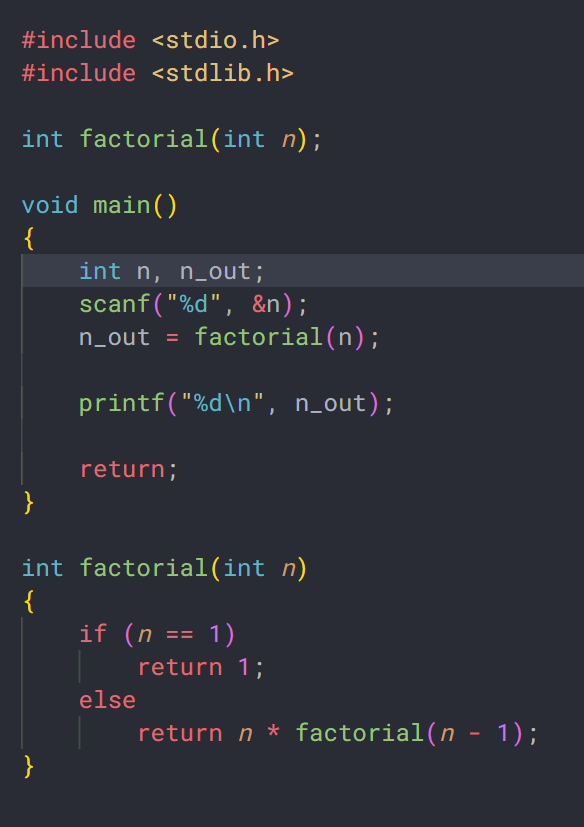 #include <stdio.h>
#include <stdlib.h>
int factorial(int n);
void main()
{
int n, n_out;
scanf("%d", &n);
n_out = factorial(n);
printf("%d\n", n_out);
return;
}
int factorial(int n)
{
if (n == 1)
return 1;
else
return n * factorial(n - 1);
}